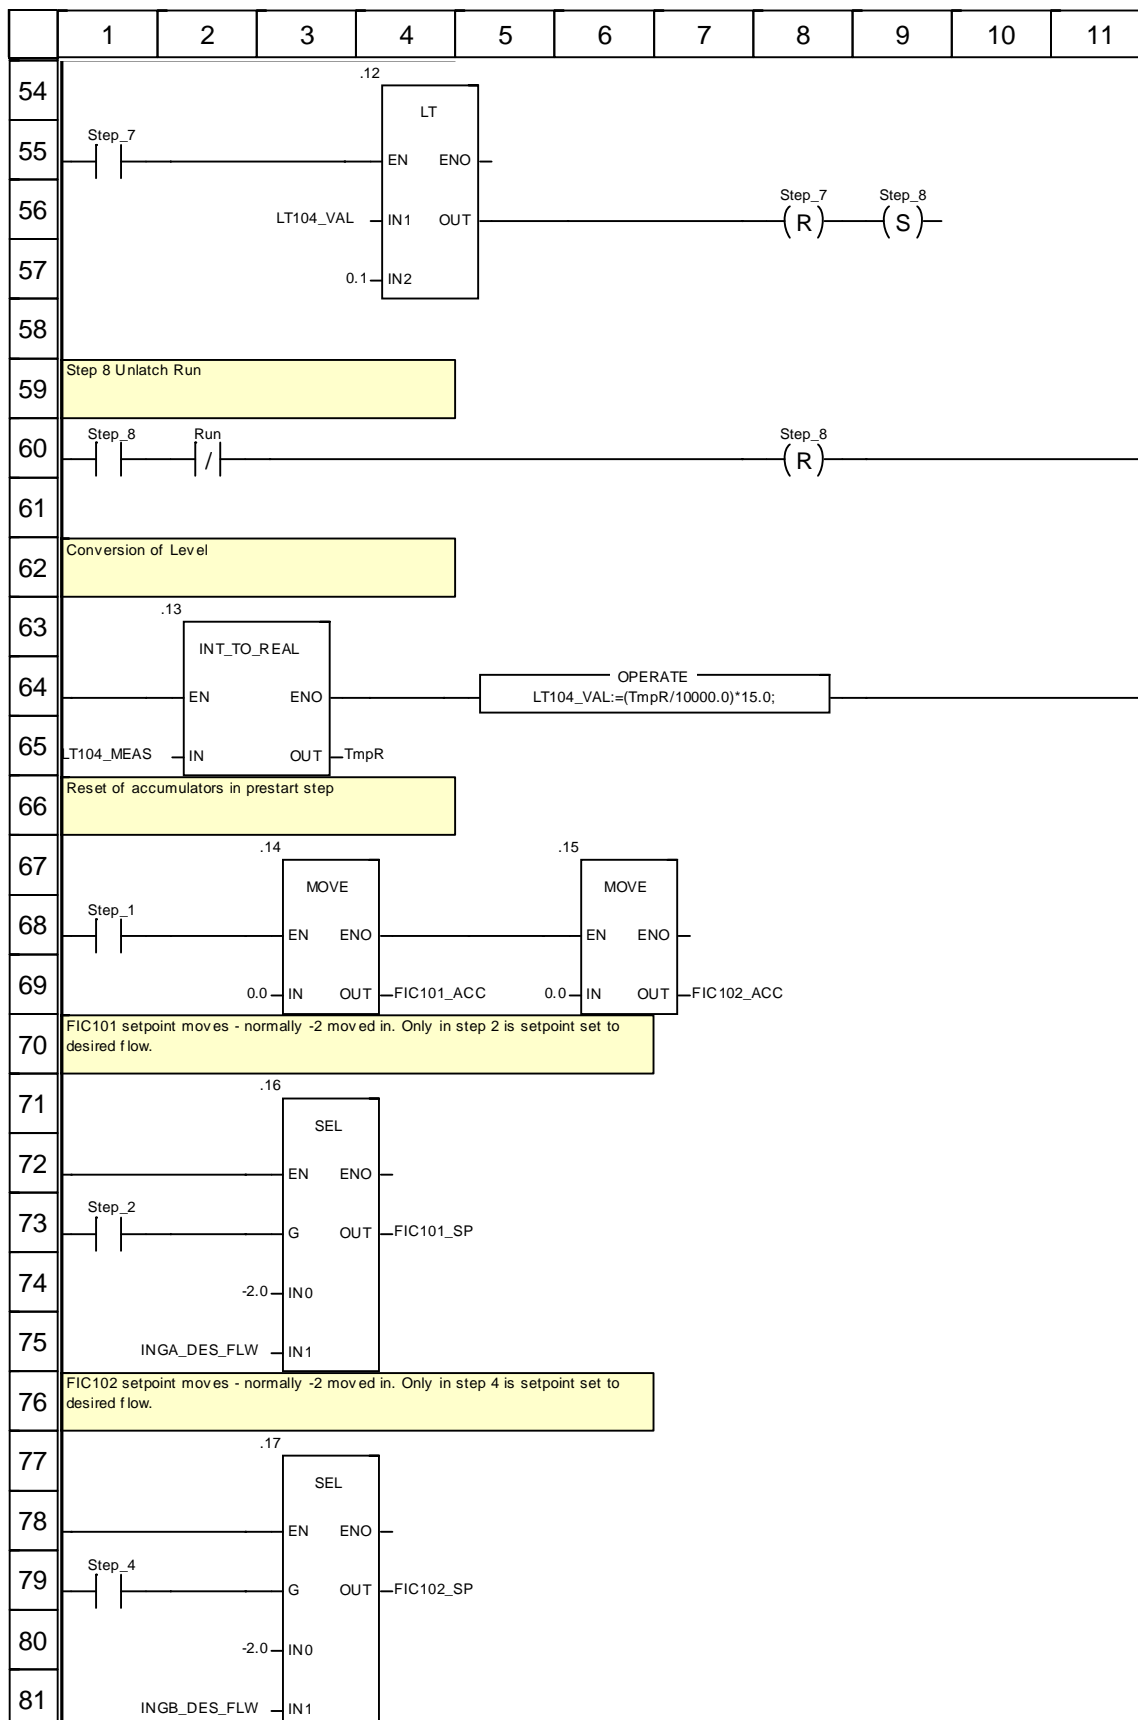 1 2 3 4 5 6 7 8 9 10 11
54 .12
LT
55 Step_7
EN ENO
56 LT104_VAL IN1 OUT Step_7 Step_8
(R) (S)
57 0.1 IN2
58
59 Step 8 Unlatch Run
60 Step_8 Run Step_8
/ (R)
61
62 Conversion of Level
63 .13
INT_TO_REAL
64 EN ENO OPERATE
LT104_VAL:=(TmpR/10000.0)*15.0;
65 LT104_MEAS IN OUT TmpR
66 Reset of accumulators in prestart step
67 .14 .15
MOVE MOVE
68 Step_1
EN ENO EN ENO
69 0.0 IN OUT FIC101_ACC 0.0 IN OUT FIC102_ACC
70 FIC101 setpoint moves - normally -2 moved in. Only in step 2 is setpoint set to
desired flow.
71 .16
SEL
72 EN ENO
73 Step_2
G OUT FIC101_SP
74 -2.0 IN0
75 INGA_DES_FLW IN1
76 FIC102 setpoint moves - normally -2 moved in. Only in step 4 is setpoint set to
desired flow.
77 .17
SEL
78 EN ENO
79 Step_4
G OUT FIC102_SP
80 -2.0 IN0
81 INGB_DES_FLW IN1